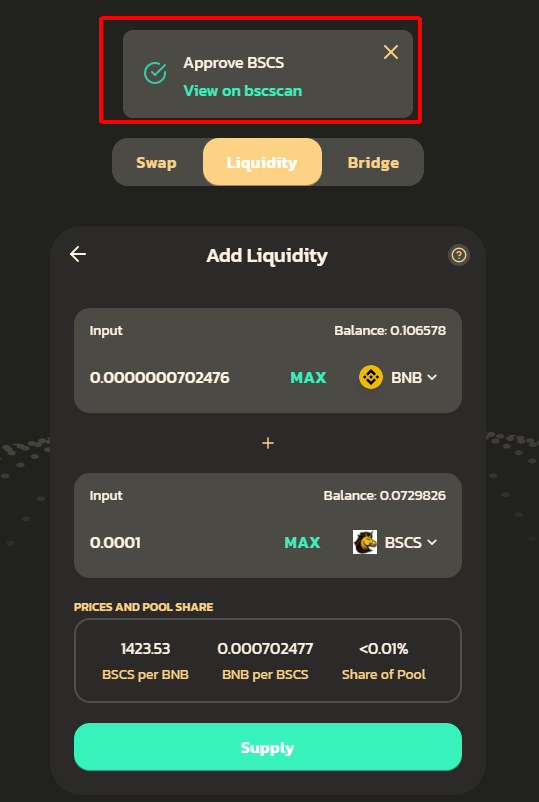 Approve BSCS
View on bscscan
Swap
Liquidity
Bridge
Add Liquidity
?
Input
Balance: 0.106578
0.0000000702476
MAX
BNB
+
Input
Balance: 0.0729826
0.0001
MAX
BSCS
PRICES AND POOL SHARE
1423.53
0.000702477
<0.01%
BSCS per BNB
BNB per BSCS
Share of Pool
Supply